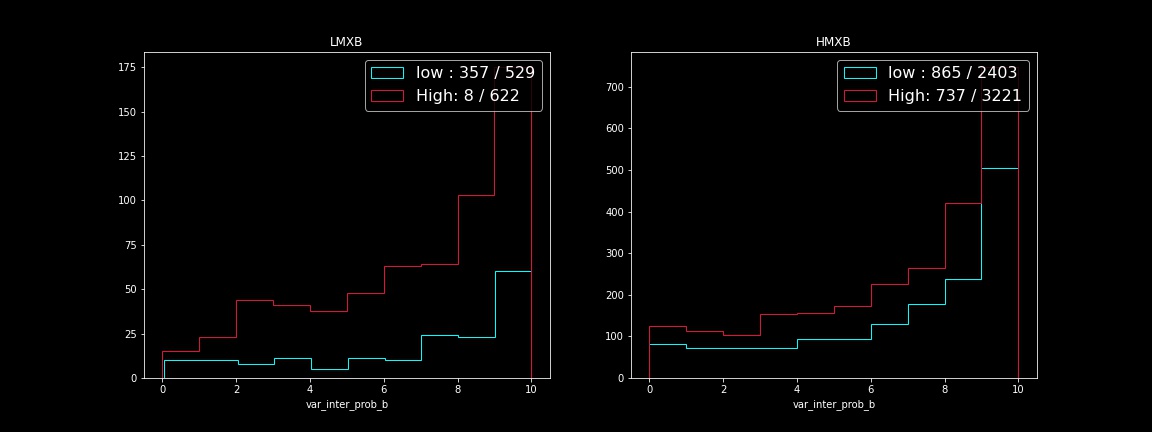 LMXB
low : 357 / 529
High: 8 / 622
175
150
125
100
75
50
25
0
0 2 4 6 8 10
var_inter_prob_b
HMXB
low : 865 / 2403
High: 737 / 3221
700
600
500
400
300
200
100
0
0 2 4 6 8 10
var_inter_prob_b